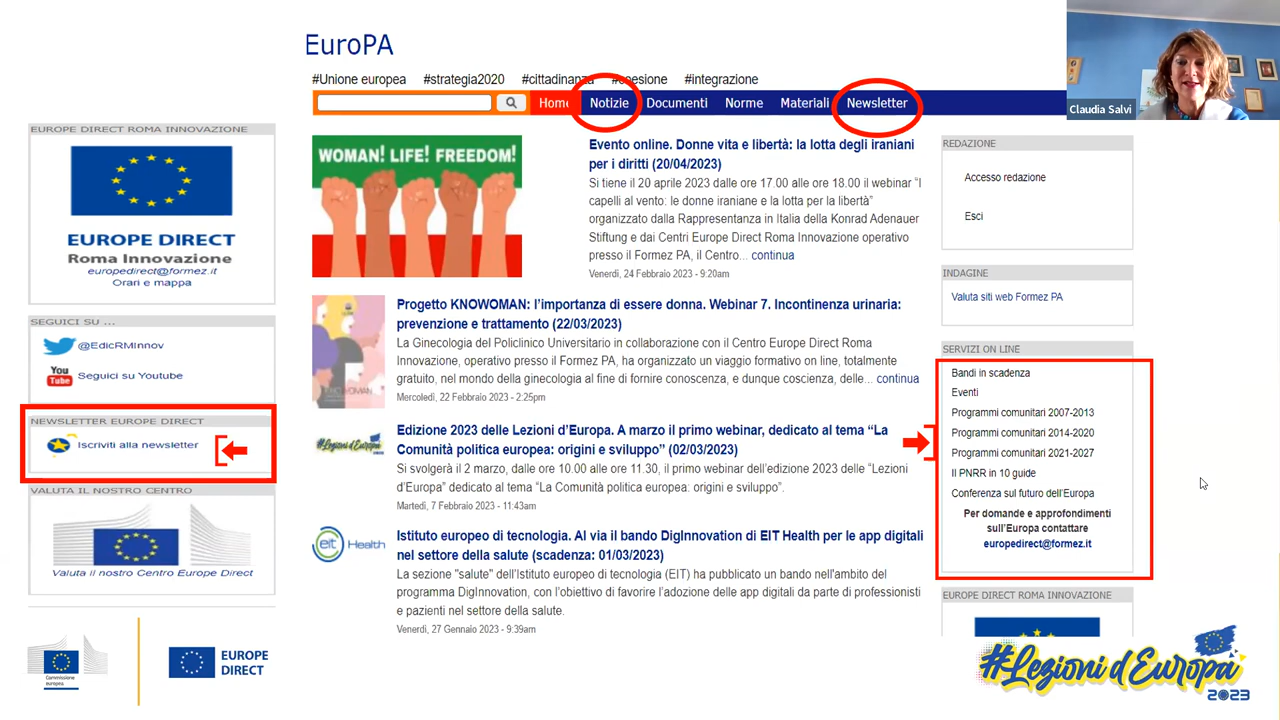 EuroPA
#Unione europea #strategia2020 #cittadinanza #coesione #integrazione
Home Notizie Documenti Norme Materiali Newsletter
Claudia Salvi
EUROPE DIRECT ROMA INNOVAZIONE
EUROPE DIRECT
Roma Innovazione
europedirect@formez.it
Orari e mappa
SEGUICI SU ...
@EdicRMInnov
You
Tube
Seguici su Youtube
NEWSLETTER EUROPE DIRECT
Iscriviti alla newsletter
VALUTA IL NOSTRO CENTRO
Valuta il nostro Centro Europe Direct
Commissione
europea
EUROPE
DIRECT
WOMAN! LIFE! FREEDOM!
Evento online. Donne vita e libertà: la lotta degli iraniani
per i diritti (20/04/2023)
Si tiene il 20 aprile 2023 dalle ore 17.00 alle ore 18.00 il webinar “I
capelli al vento: le donne iraniane e la lotta per la libertà”
organizzato dalla Rappresentanza in Italia della Konrad Adenauer
Stiftung e dai Centri Europe Direct Roma Innovazione operativo
presso il Formez PA, il Centro... continua
Venerdi, 24 Febbraio 2023 - 9:20am
Progetto KNOWOMAN: l’importanza di essere donna. Webinar 7. Incontinenza urinaria:
prevenzione e trattamento (22/03/2023)
La Ginecologia del Policlinico Universitario in collaborazione con il Centro Europe Direct Roma
Innovazione, operativo presso il Formez PA, ha organizzato un viaggio formativo on line, totalmente
gratuito, nel mondo della ginecologia al fine di fornire conoscenza, e dunque coscienza, delle... continua
Mercoledi, 22 Febbraio 2023 - 2:25pm
#Lezioni d'Europa
Edizione 2023 delle Lezioni d’Europa. A marzo il primo webinar, dedicato al tema “La
Comunità politica europea: origini e sviluppo” (02/03/2023)
Si svolgerà il 2 marzo, dalle ore 10.00 alle ore 11.30, il primo webinar dell’edizione 2023 delle “Lezioni
d’Europa” dedicato al tema “La Comunità politica europea: origini e sviluppo”.
Martedi, 7 Febbraio 2023 - 11:43am
eit Health
Istituto europeo di tecnologia. Al via il bando DigInnovation di EIT Health per le app digitali
nel settore della salute (scadenza: 01/03/2023)
La sezione "salute" dell’Istituto europeo di tecnologia (EIT) ha pubblicato un bando nell'ambito del
programma DigInnovation, con l’obiettivo di favorire l’adozione delle app digitali da parte di professionisti
e pazienti nel settore della salute.
Venerdi, 27 Gennaio 2023 - 9:39am
REDAZIONE
Accesso redazione
Esci
INDAGINE
Valuta siti web Formez PA
SERVIZI ON LINE
Bandi in scadenza
Eventi
Programmi comunitari 2007-2013
Programmi comunitari 2014-2020
Programmi comunitari 2021-2027
Il PNRR in 10 guide
Conferenza sul futuro dell’Europa
Per domande e approfondimenti
sull’Europa contattare
europedirect@formez.it
EUROPE DIRECT ROMA INNOVAZIONE
#Lezioni d'Europa
2023